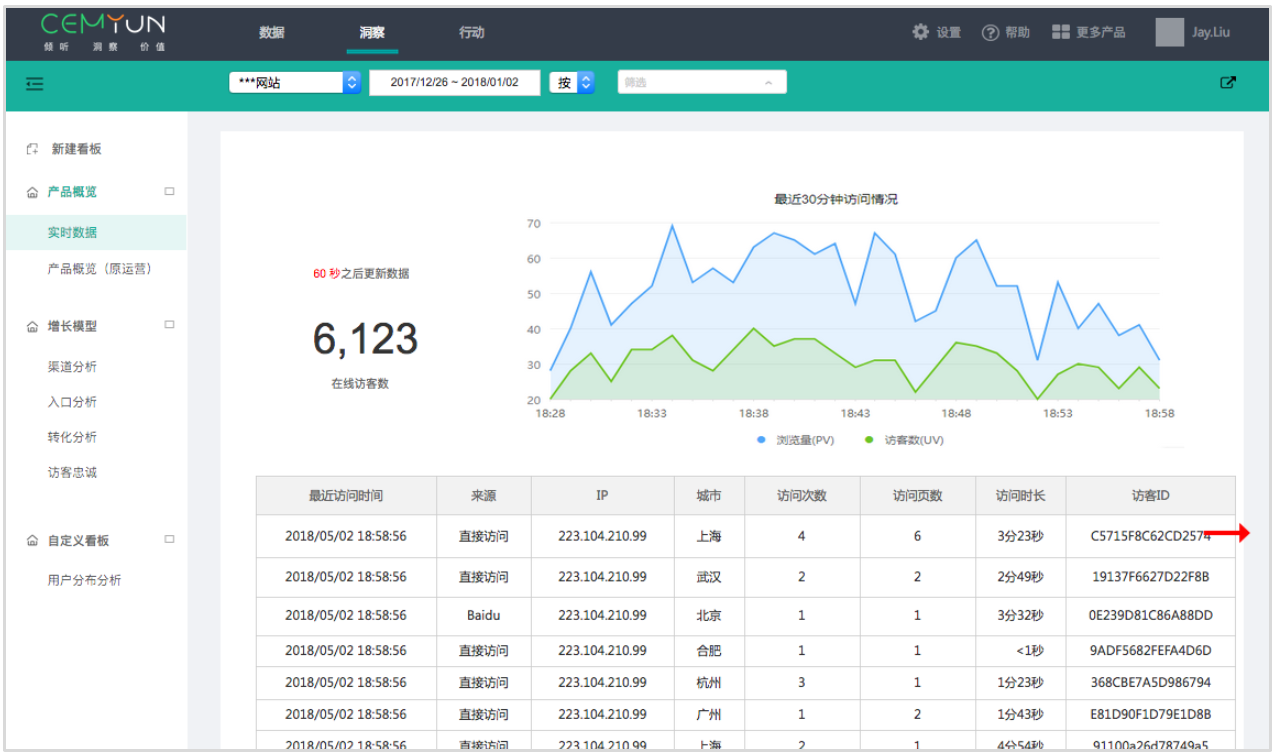 CEMYUN
倾听 洞察 价值
数据 洞察 行动 设置 帮助 更多产品 Jay.Liu
***网站 2017/12/26 ~ 2018/01/02 按 筛选
新建看板
产品概览
实时数据
产品概览（原运营）
增长模型
渠道分析
入口分析
转化分析
访客忠诚
自定义看板
用户分布分析
60 秒之后更新数据
6,123
在线访客数
最近30分钟访问情况
70
60
50
40
30
20
18:28 18:33 18:38 18:43 18:48 18:53 18:58
浏览量(PV) 访客数(UV)
最近访问时间 来源 IP 城市 访问次数 访问页数 访问时长 访客ID
2018/05/02 18:58:56 直接访问 223.104.210.99 上海 4 6 3分23秒 C5715F8C62CD2574
2018/05/02 18:58:56 直接访问 223.104.210.99 武汉 2 2 2分49秒 19137F6627D22F8B
2018/05/02 18:58:56 Baidu 223.104.210.99 北京 1 1 3分32秒 0E239D81C86A88DD
2018/05/02 18:58:56 直接访问 223.104.210.99 合肥 1 1 <1秒 9ADF5682FEFA4D6D
2018/05/02 18:58:56 直接访问 223.104.210.99 杭州 3 1 1分23秒 368CBE7A5D986794
2018/05/02 18:58:56 直接访问 223.104.210.99 广州 1 2 1分43秒 E81D90F1D79E1D8B
2018/05/02 18:58:56 直接访问 223.104.210.99 上海 2 1 4分54秒 91100a26d78749a5